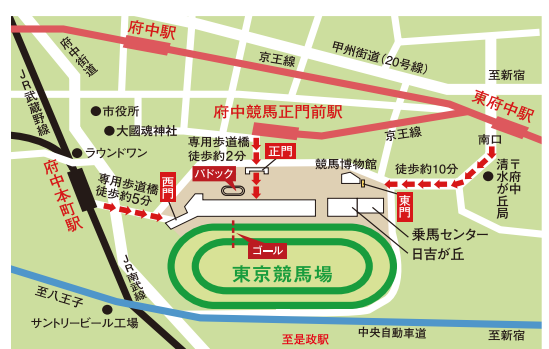 府中駅
府中街道
京王線
甲州街道(20号線)
至新宿
JR武蔵野線
市役所
大國魂神社
ラウンドワン
府中競馬正門前駅
東府中駅
京王線
南口
専用歩道橋
徒歩約2分
正門
パドック
競馬博物館
徒歩約10分
〒府中
清水が丘局
府中本町駅
専用歩道橋
徒歩約5分
西門
東門
乗馬センター
日吉が丘
ゴール
東京競馬場
JR南武線
至八王子
サントリービール工場
至是政駅
中央自動車道
至新宿